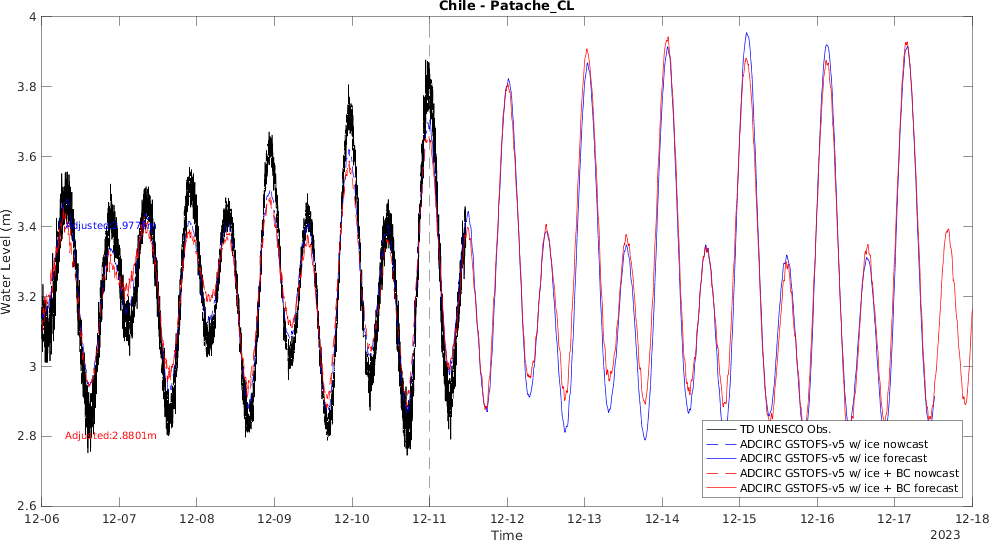 Chile - Patache_CL
4
3.8
3.6
3.4
3.2
3
2.8
2.6
Water Level (m)
Adjusted:2.8801m
12-06
12-07
12-08
12-09
12-10
12-11
12-12
12-13
12-14
12-15
12-16
12-17
12-18
Time
2023
TD UNESCO Obs.
ADCIRC GSTOFS-v5 w/ ice nowcast
ADCIRC GSTOFS-v5 w/ ice forecast
ADCIRC GSTOFS-v5 w/ ice + BC nowcast
ADCIRC GSTOFS-v5 w/ ice + BC forecast